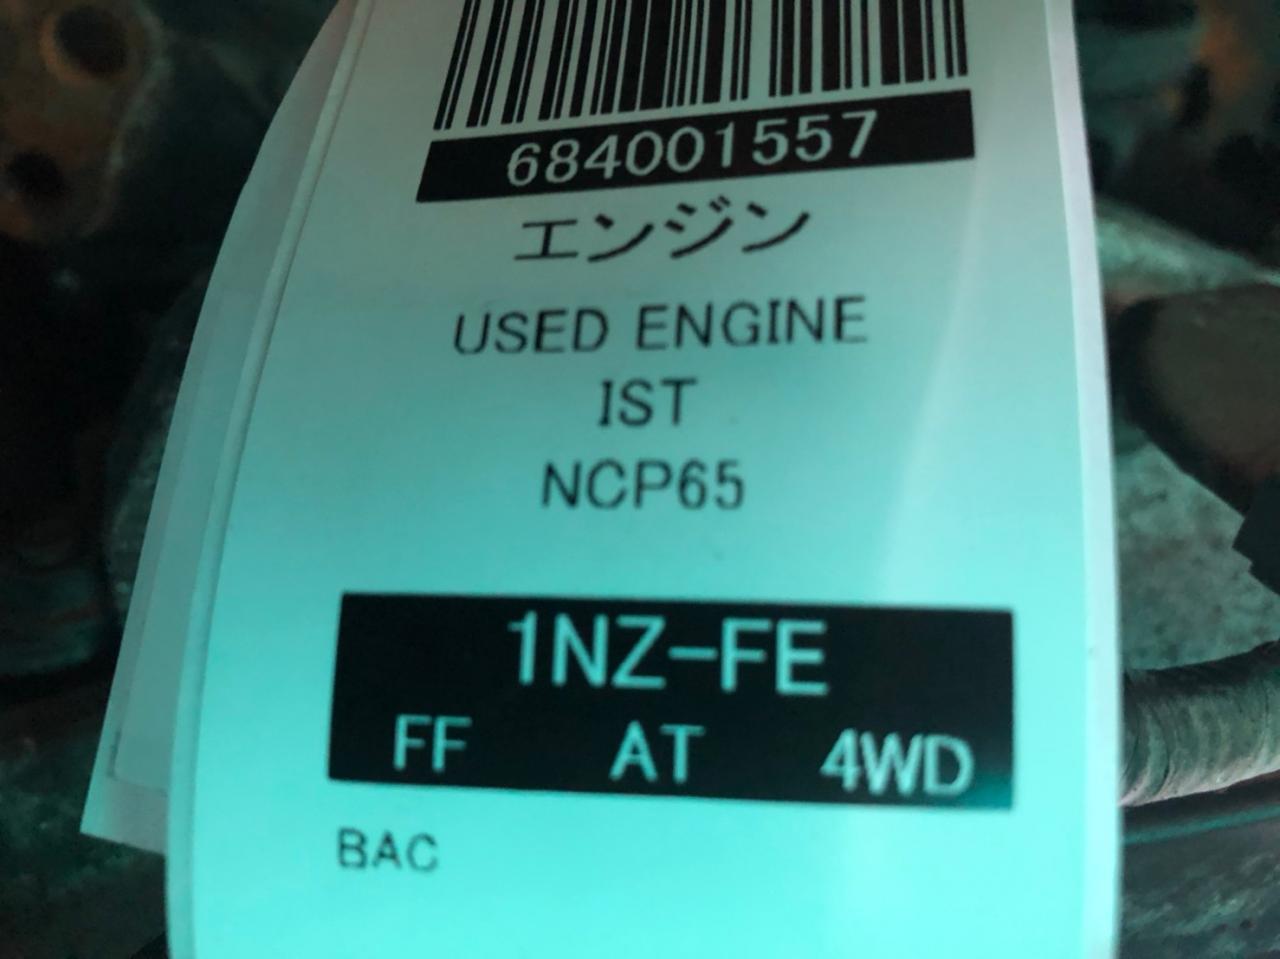 684001557
エンジン
USED ENGINE
IST
NCP65
1NZ-FE
FF AT 4WD
BAC